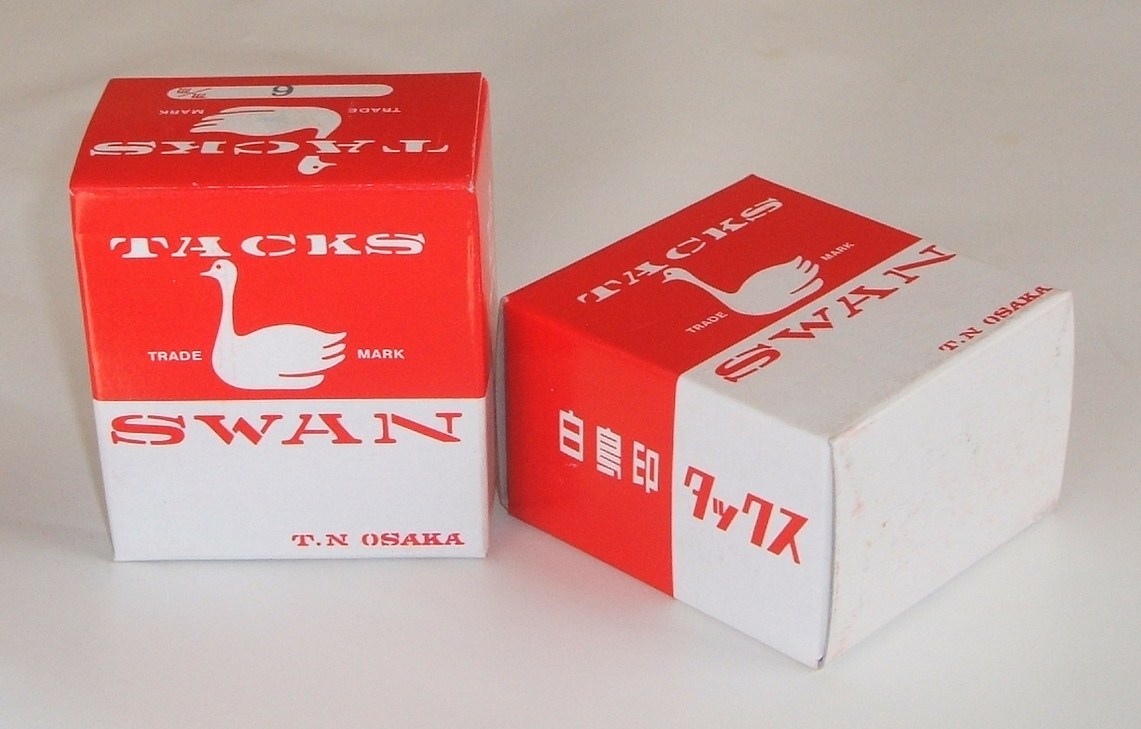 TACKS
TRADE MARK
6 m/m
TACKS
TRADE MARK
SWAN
T.N OSAKA
TACKS
TRADE MARK
SWAN
T.N OSAKA
白鳥印 タックス